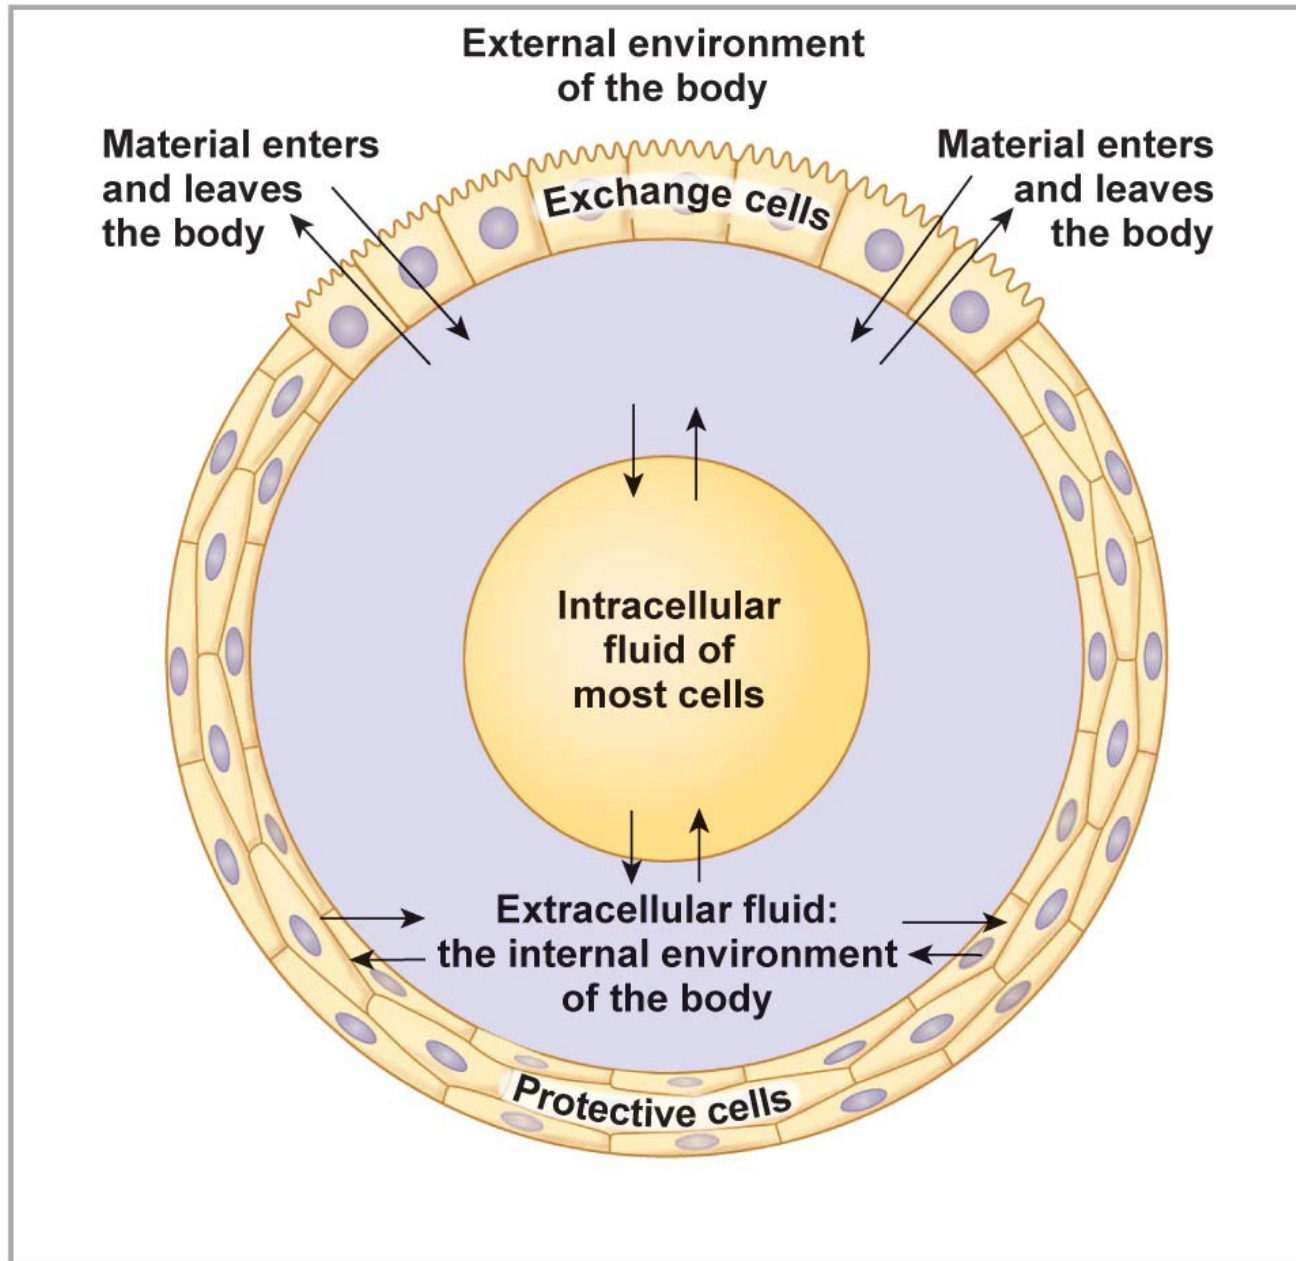 External environment
of the body
Material enters
and leaves
the body
Material enters
and leaves
the body
Exchange cells
Intracellular
fluid of
most cells
Extracellular fluid:
the internal environment
of the body
Protective cells